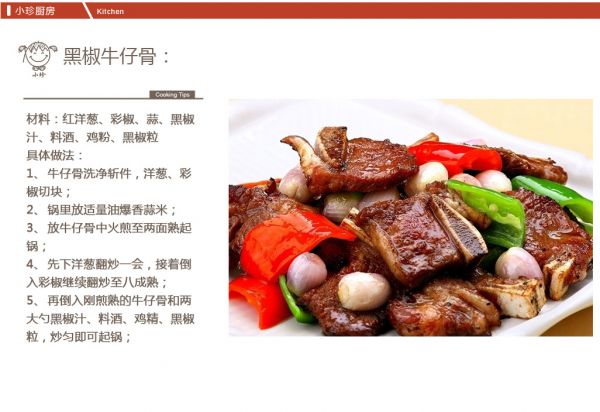 小珍厨房 Kitchen
黑椒牛仔骨：
小珍
Cooking Tips
材料：红洋葱、彩椒、蒜、黑椒
汁、料酒、鸡粉、黑椒粒
具体做法：
1、牛仔骨洗净斩件，洋葱、彩
椒切块；
2、锅里放适量油爆香蒜米；
3、放牛仔骨中火煎至两面熟起
锅；
4、先下洋葱翻炒一会，接着倒
入彩椒继续翻炒至八成熟；
5、再倒入刚煎熟的牛仔骨和两
大勺黑椒汁、料酒、鸡精、黑椒
粒，炒匀即可起锅；